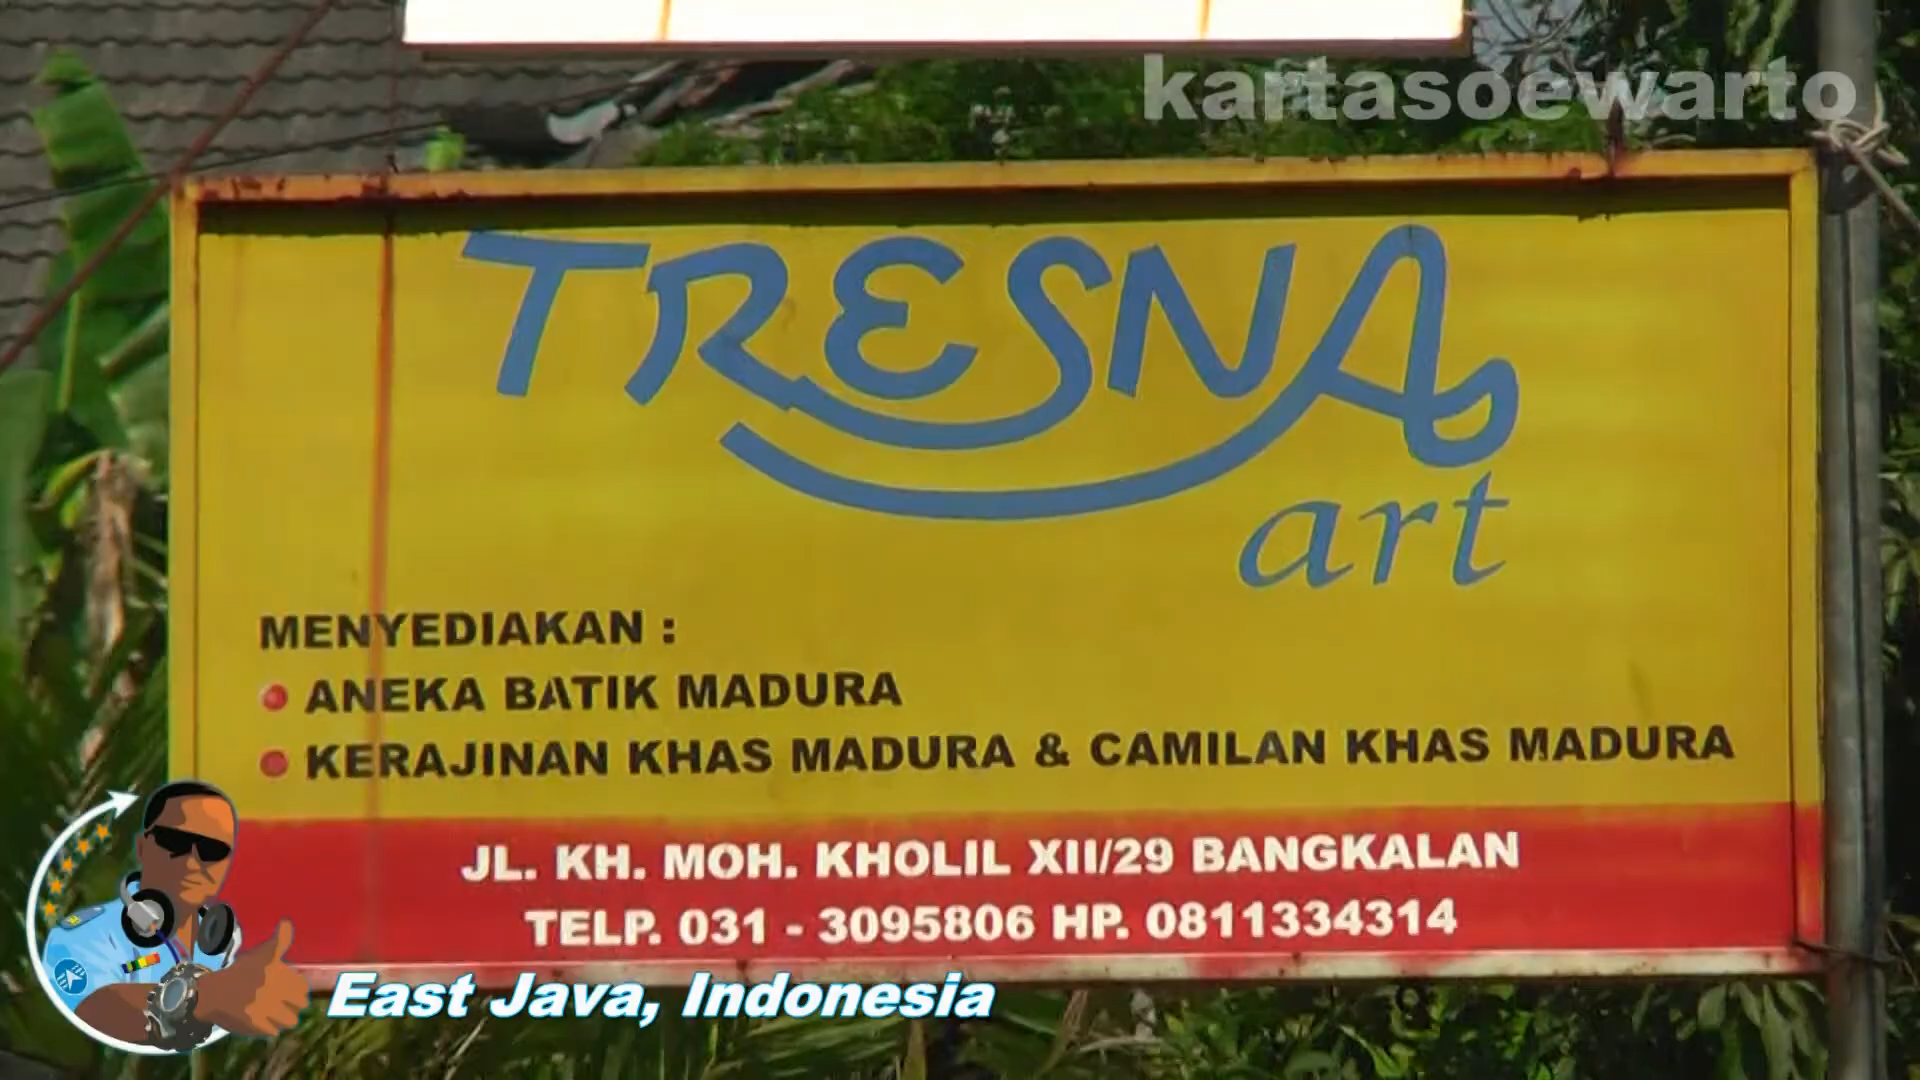 kartasoewarto
TRESNA
art
MENYEDIAKAN :
ANEKA BATIK MADURA
KERAJINAN KHAS MADURA & CAMILAN KHAS MADURA
JL. KH. MOH. KHOLIL XII/29 BANGKALAN
TELP. 031 - 3095806 HP. 0811334314
East Java, Indonesia